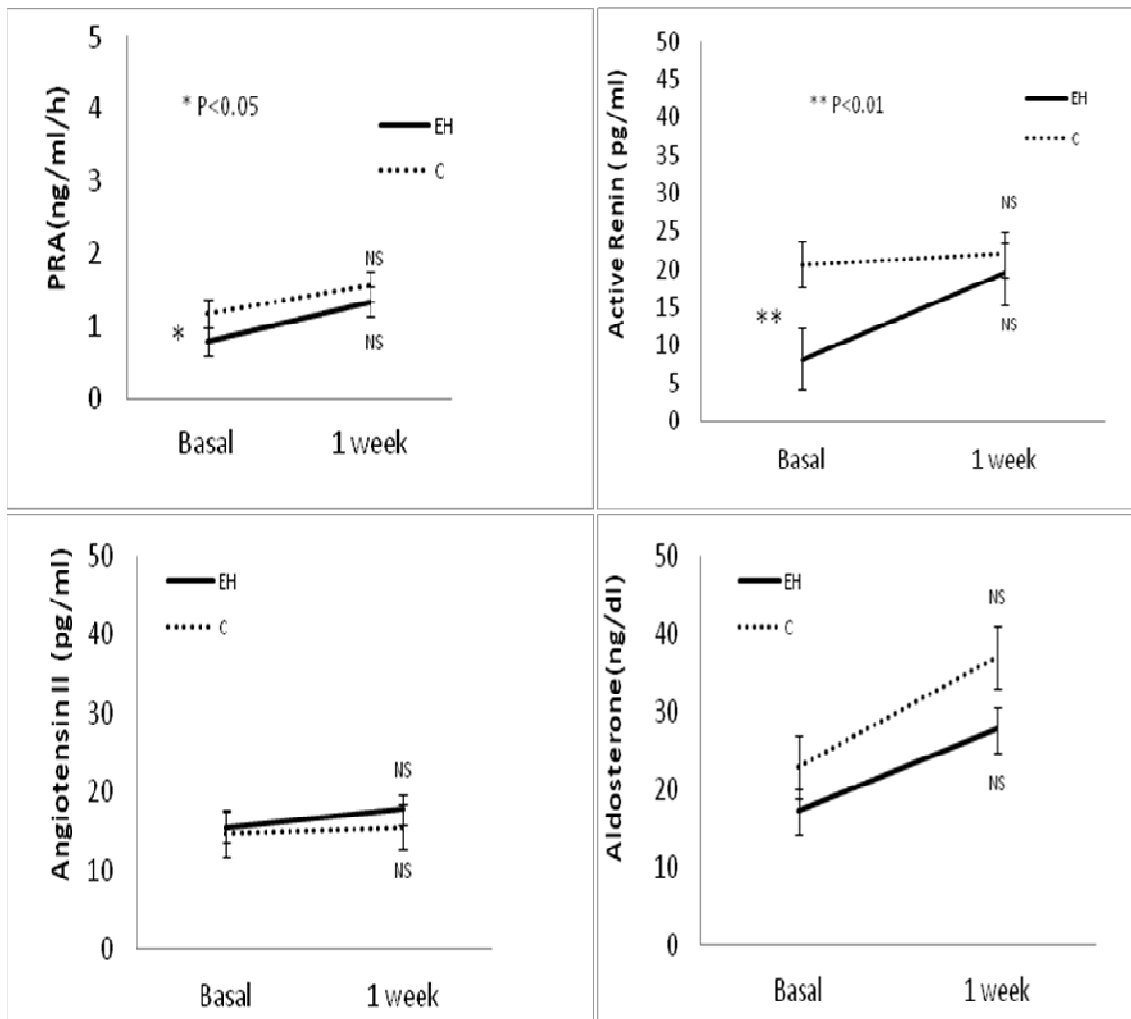 PRA(ng/ml/h)
5
4
3
2
1
0
* P<0.05
EH
C
NS
*
NS
Basal 1 week
Active Renin ( pg/ml)
50
45
40
35
30
25
20
15
10
5
0
** P<0.01
EH
C
NS
**
NS
Basal 1 week
Angiotensin II (pg/ml)
50
40
30
20
10
0
EH
C
NS
NS
Basal 1 week
Aldosterone(ng/dl)
50
40
30
20
10
0
EH
C
NS
NS
Basal 1 week